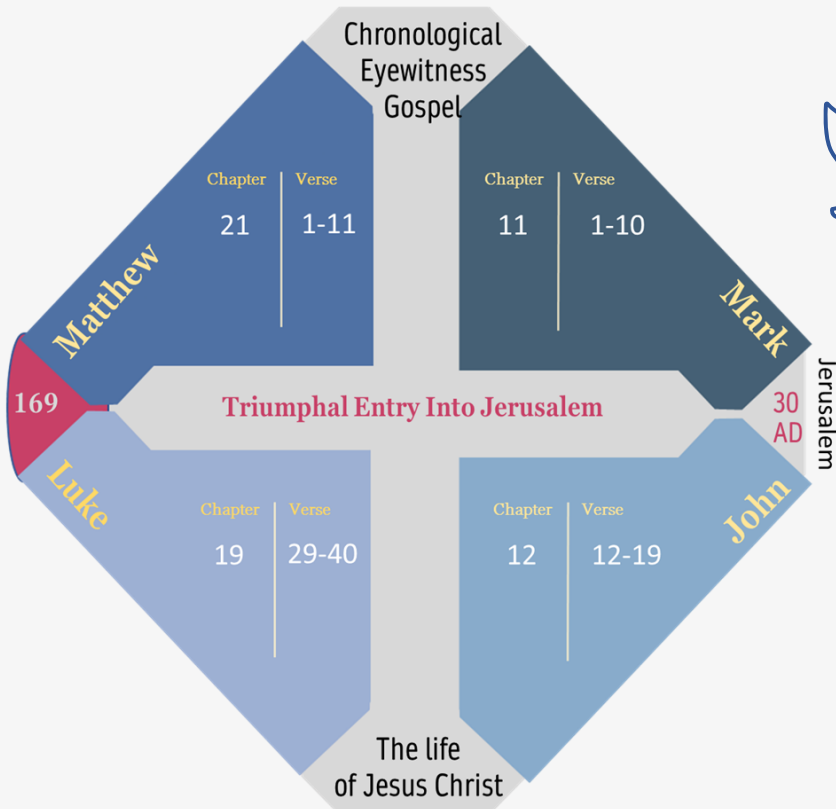 Chronological
Eyewitness
Gospel
Matthew
Chapter Verse
21 1-11
Mark
Chapter Verse
11 1-10
169
Triumphal Entry Into Jerusalem
30
AD
Jerusalem
Luke
Chapter Verse
19 29-40
John
Chapter Verse
12 12-19
The life
of Jesus Christ